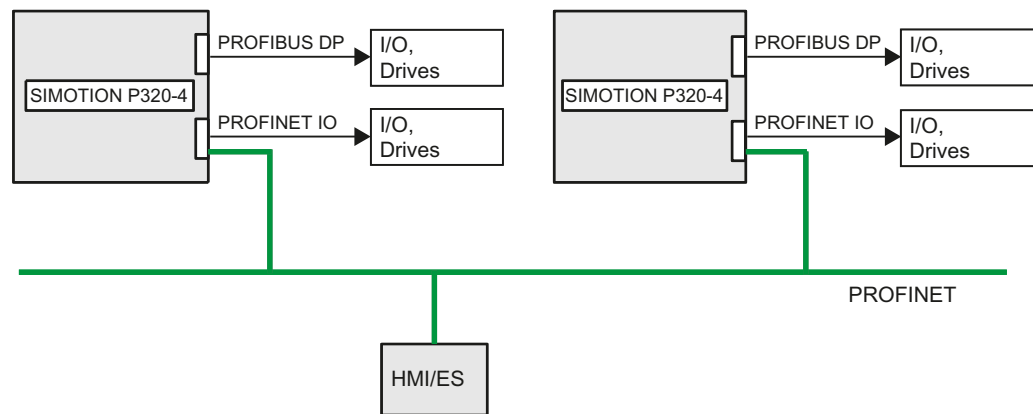 PROFIBUS DP
I/O,
Drives
SIMOTION P320-4
PROFINET IO
I/O,
Drives
PROFIBUS DP
I/O,
Drives
SIMOTION P320-4
PROFINET IO
I/O,
Drives
PROFINET
HMI/ES